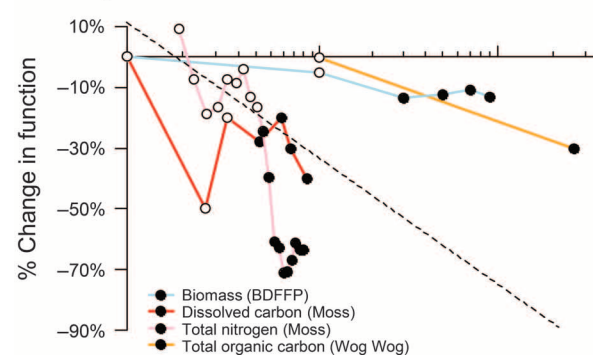 10%
% Change in function
–10%
–30%
–50%
–70%
–90%
Biomass (BDFFP)
Dissolved carbon (Moss)
Total nitrogen (Moss)
Total organic carbon (Wog Wog)